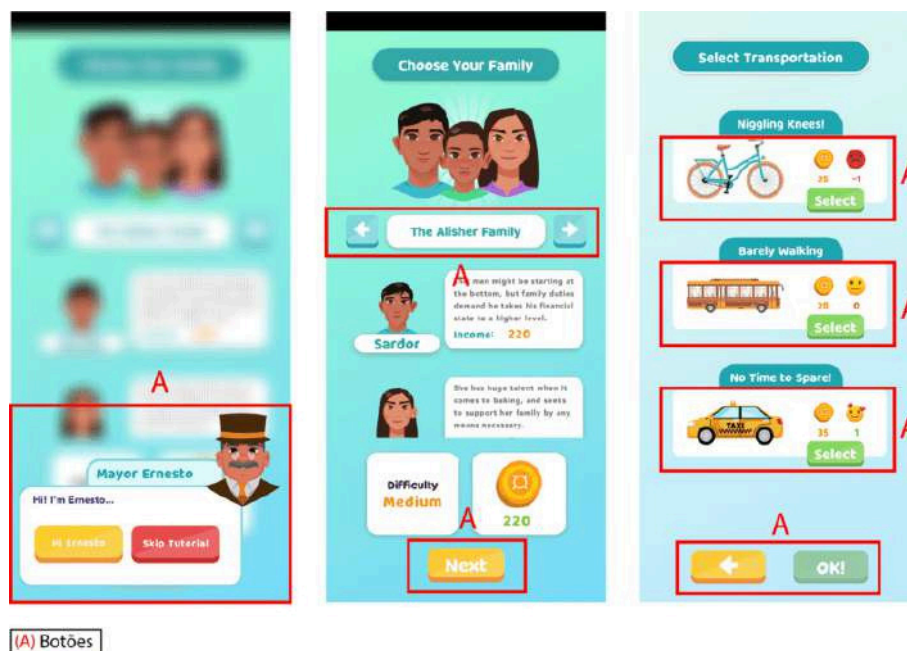 A
Mayor Ernesto
Hi! I'm Ernesto...
Hi Ernesto
Skip Tutorial
Choose Your Family
The Alisher Family
A
man might be starting at
the bottom, but family duties
demand he takes his financial
state to a higher level.
Income: 220
Sardor
She has huge talent when it
comes to baking, and seeks
to support her family by any
means necessary.
Difficulty
Medium
A
220
Next
Select Transportation
Niggling Knees!
25 -1
Select
A
Barely Walking
0
Select
A
No Time to Spare!
TAXI
35 1
Select
A
A
OK!
(A) Botões